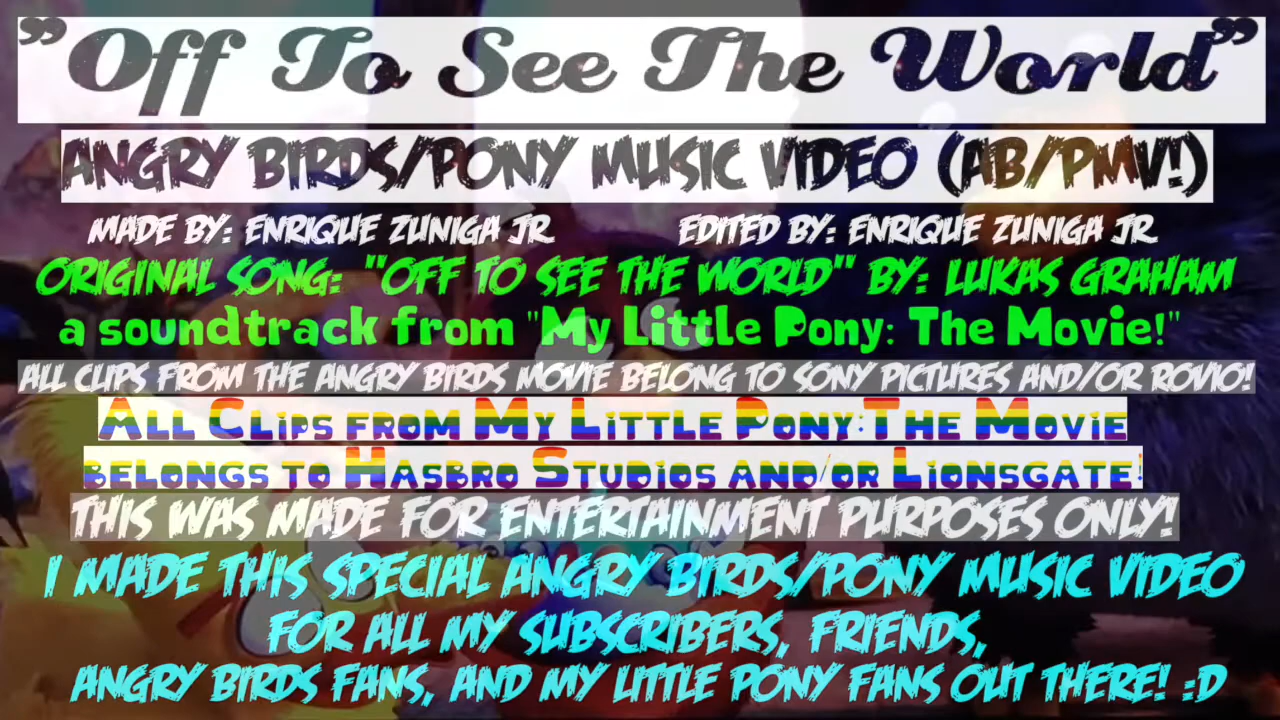 "Off To See The World"
ANGRY BIRDS/PONY MUSIC VIDEO (AB/PMV!)
MADE BY: ENRIQUE ZUNIGA JR EDITED BY: ENRIQUE ZUNIGA JR
ORIGINAL SONG: "OFF TO SEE THE WORLD" BY: LUKAS GRAHAM
a soundtrack from "My Little Pony: The Movie!"
ALL CLIPS FROM THE ANGRY BIRDS MOVIE BELONG TO SONY PICTURES AND/OR ROVIO!
All Clips from My Little Pony:The Movie
belongs to Hasbro Studios and/or Lionsgate!
THIS WAS MADE FOR ENTERTAINMENT PURPOSES ONLY!
I MADE THIS SPECIAL ANGRY BIRDS/PONY MUSIC VIDEO
FOR ALL MY SUBSCRIBERS, FRIENDS,
ANGRY BIRDS FANS, AND MY LITTLE PONY FANS OUT THERE! :D